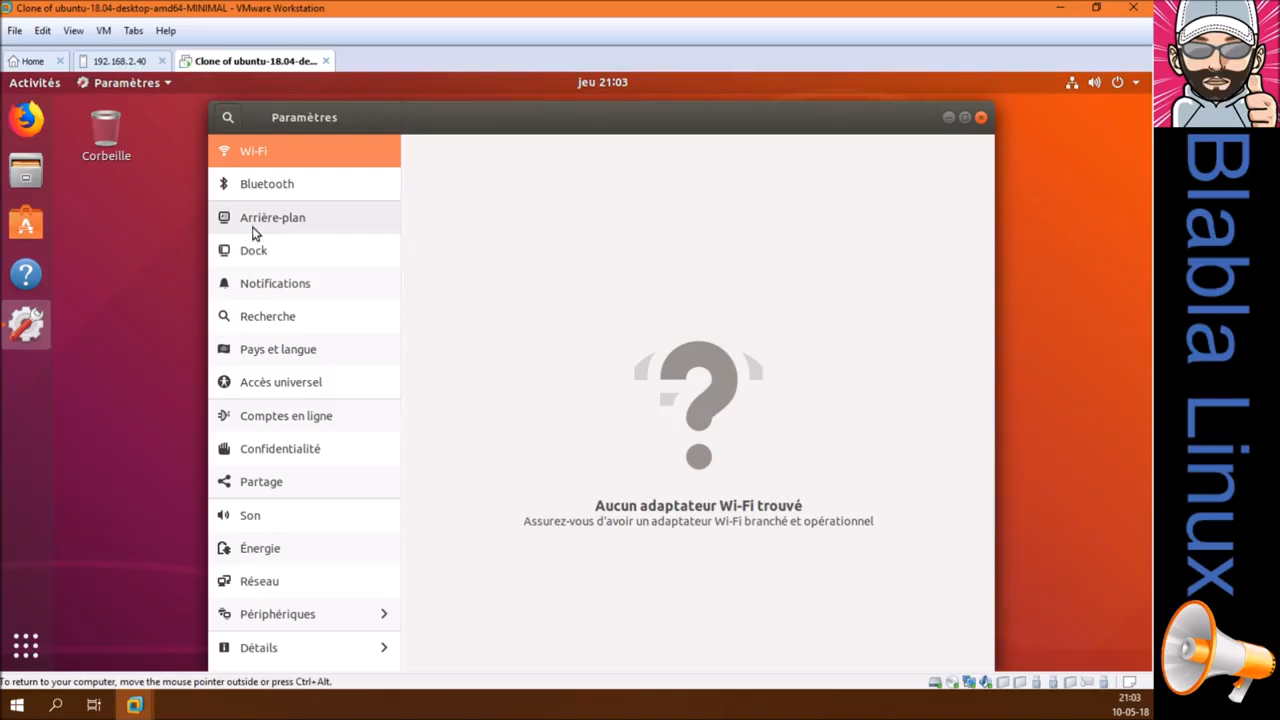 Clone of ubuntu-18.04-desktop-amd64-MINIMAL - VMware Workstation
File Edit View VM Tabs Help
Home 192.168.2.40 Clone of ubuntu-18.04-de...
Activités Paramètres jeu 21:03
Corbeille
Paramètres
Wi-Fi
Bluetooth
Arrière-plan
Dock
Notifications
Recherche
Pays et langue
Accès universel
Comptes en ligne
Confidentialité
Partage
Son
Énergie
Réseau
Périphériques
Détails
Aucun adaptateur Wi-Fi trouvé
Assurez-vous d'avoir un adaptateur Wi-Fi branché et opérationnel
To return to your computer, move the mouse pointer outside or press Ctrl+Alt.
21:03
10-05-18
Blabla Linux